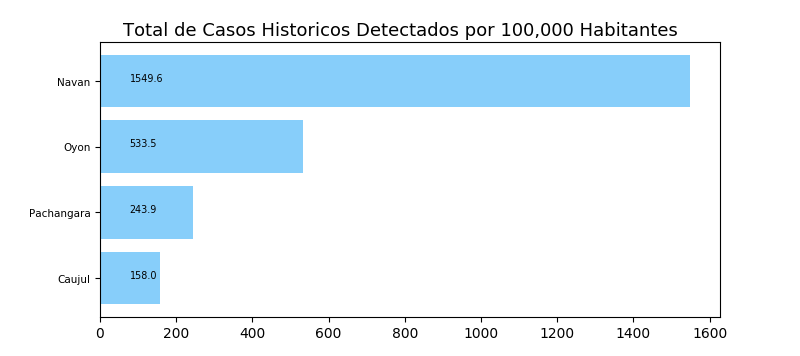 Total de Casos Historicos Detectados por 100,000 Habitantes
Navan 1549.6
Oyon 533.5
Pachangara 243.9
Caujul 158.0
0 200 400 600 800 1000 1200 1400 1600